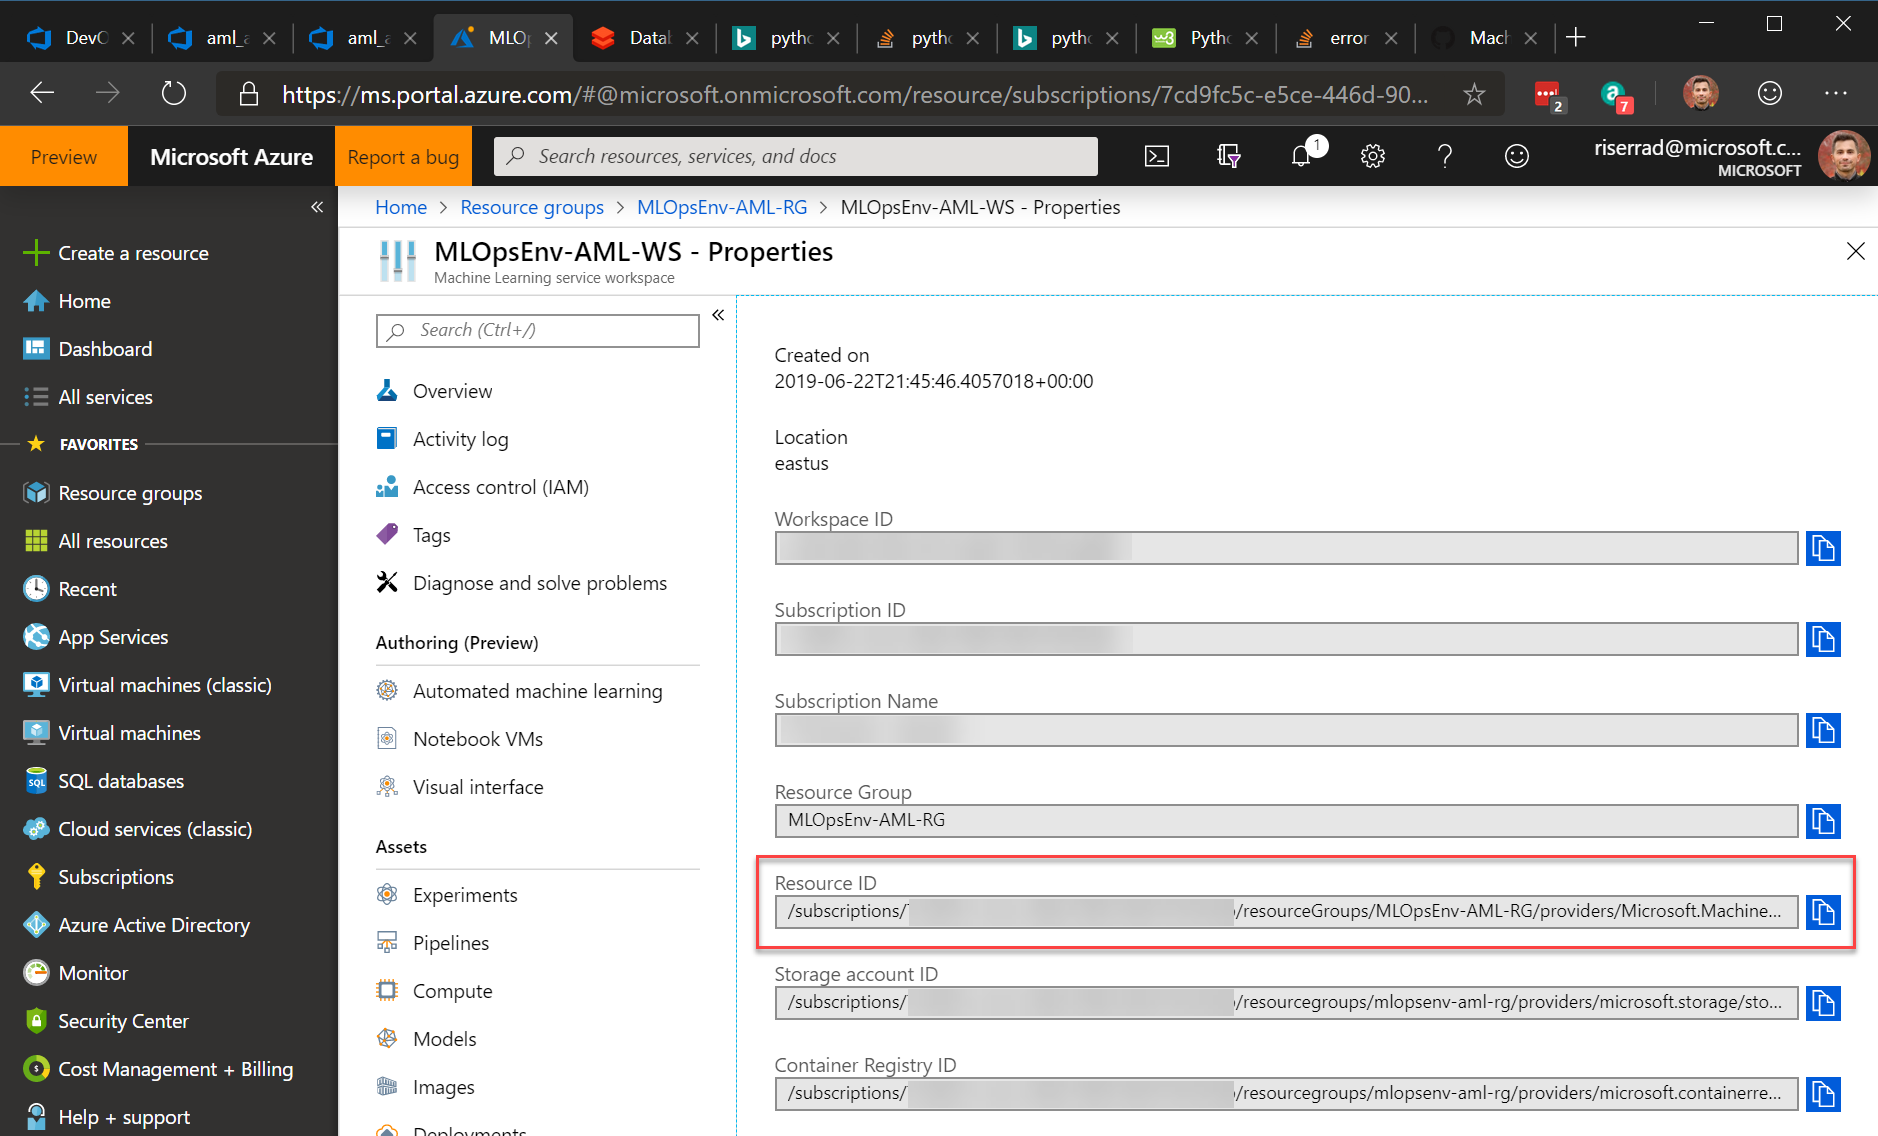 DevO
aml_a
aml_a
MLOp
Datab
pytho
pytho
pytho
Pytho
error
Mach
https://ms.portal.azure.com/#@microsoft.onmicrosoft.com/resource/subscriptions/7cd9fc5c-e5ce-446d-90...
2
7
Preview
Microsoft Azure
Report a bug
Search resources, services, and docs
1
riserrad@microsoft.c...
MICROSOFT
Home > Resource groups > MLOpsEnv-AML-RG > MLOpsEnv-AML-WS - Properties
MLOpsEnv-AML-WS - Properties
Machine Learning service workspace
Create a resource
Home
Dashboard
All services
FAVORITES
Resource groups
All resources
Recent
App Services
Virtual machines (classic)
Virtual machines
SQL databases
Cloud services (classic)
Subscriptions
Azure Active Directory
Monitor
Security Center
Cost Management + Billing
Help + support
Search (Ctrl+/)
Overview
Activity log
Access control (IAM)
Tags
Diagnose and solve problems
Authoring (Preview)
Automated machine learning
Notebook VMs
Visual interface
Assets
Experiments
Pipelines
Compute
Models
Images
Deployments
Created on
2019-06-22T21:45:46.4057018+00:00
Location
eastus
Workspace ID
Subscription ID
Subscription Name
Resource Group
MLOpsEnv-AML-RG
Resource ID
/subscriptions/ /resourceGroups/MLOpsEnv-AML-RG/providers/Microsoft.Machine...
Storage account ID
/subscriptions/ /resourcegroups/mlopsenv-aml-rg/providers/microsoft.storage/sto...
Container Registry ID
/subscriptions/ /resourcegroups/mlopsenv-aml-rg/providers/microsoft.containerre...